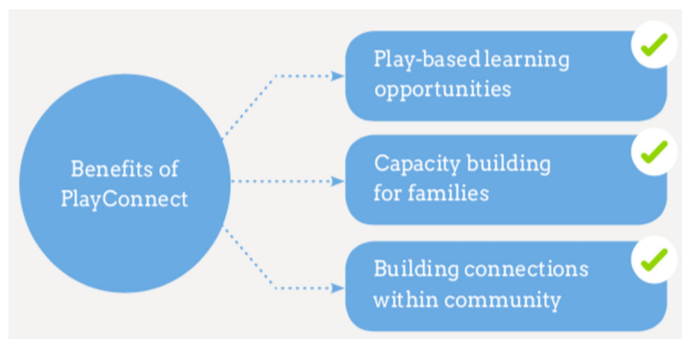 Benefits of
PlayConnect
Play-based learning
opportunities
Capacity building
for families
Building connections
within community